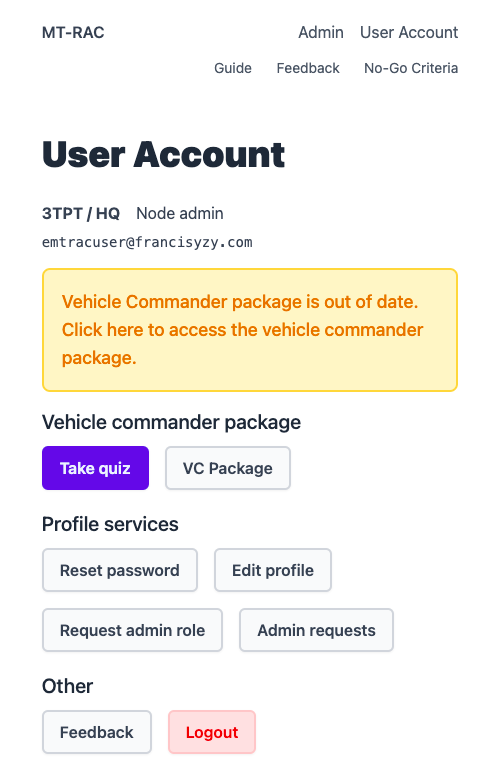 MT-RAC Admin User Account
Guide Feedback No-Go Criteria
User Account
3TPT / HQ Node admin
emtracuser@francisyzy.com
Vehicle Commander package is out of date.
Click here to access the vehicle commander
package.
Vehicle commander package
Take quiz VC Package
Profile services
Reset password Edit profile
Request admin role Admin requests
Other
Feedback Logout